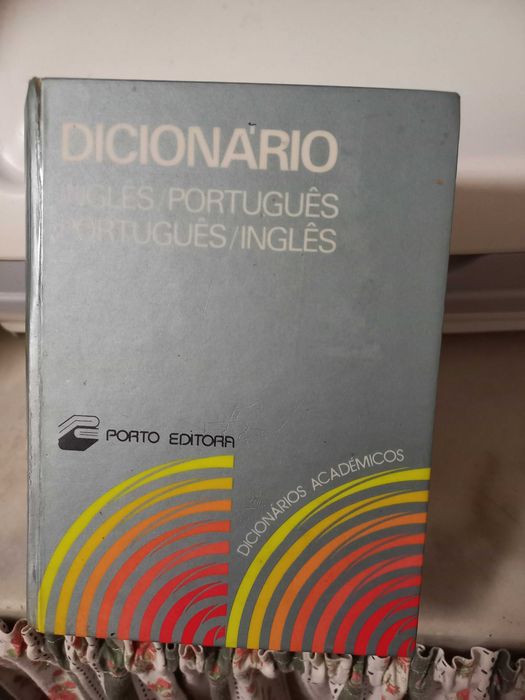 DICIONÁRIO
INGLÊS/PORTUGUÊS
PORTUGUÊS/INGLÊS
PORTO EDITORA
DICIONÁRIOS ACADÉMICOS